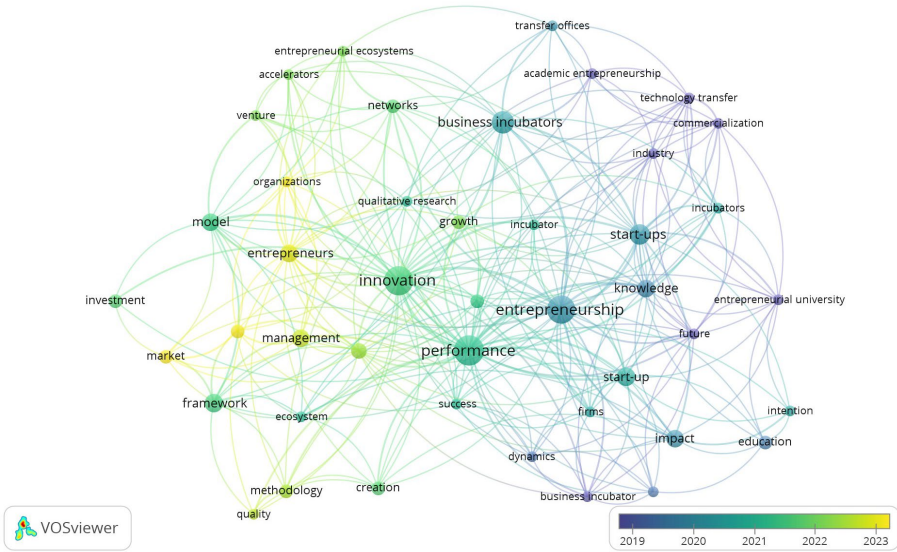 transfer offices
entrepreneurial ecosystems
accelerators
academic entrepreneurship
technology transfer
networks
venture
business incubators
commercialization
industry
organizations
qualitative research
incubators
model
growth
incubator
start-ups
entrepreneurs
innovation
knowledge
investment
entrepreneurship
entrepreneurial university
future
management
market
performance
start-up
framework
success
ecosystem
firms
intention
impact
education
dynamics
methodology
creation
business incubator
quality
VOSviewer
2019 2020 2021 2022 2023